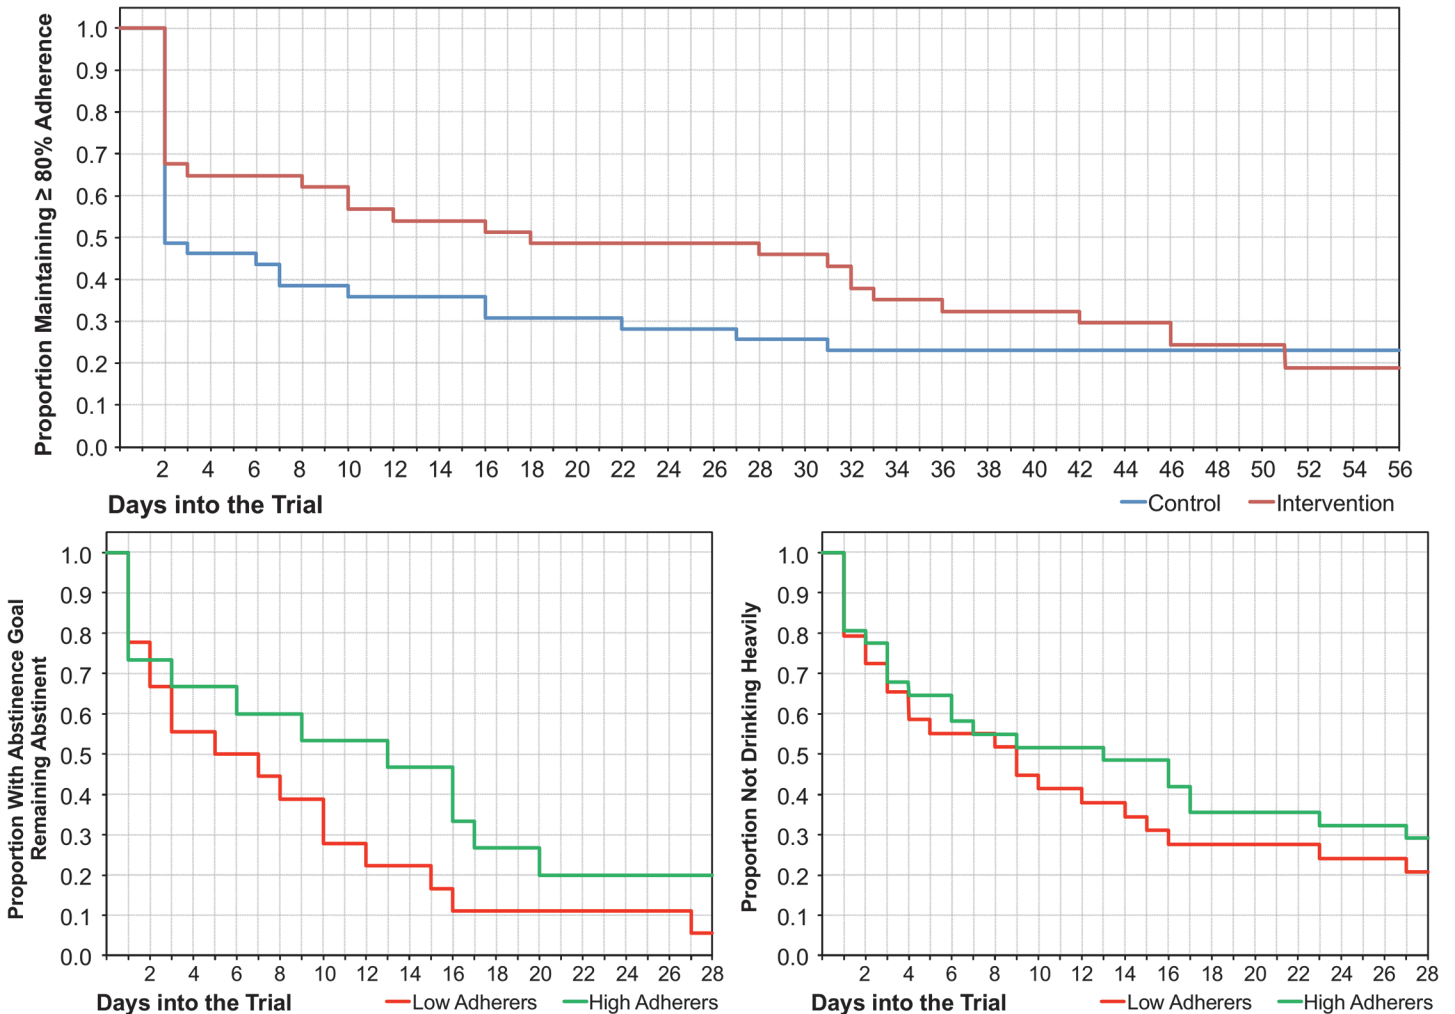 Proportion Maintaining ≥ 80% Adherence
1.0
0.9
0.8
0.7
0.6
0.5
0.4
0.3
0.2
0.1
0.0
2 4 6 8 10 12 14 16 18 20 22 24 26 28 30 32 34 36 38 40 42 44 46 48 50 52 54 56
Days into the Trial
Control Intervention
Proportion With Abstinence Goal
Remaining Abstinent
1.0
0.9
0.8
0.7
0.6
0.5
0.4
0.3
0.2
0.1
0.0
2 4 6 8 10 12 14 16 18 20 22 24 26 28
Days into the Trial
Low Adherers High Adherers
Proportion Not Drinking Heavily
1.0
0.9
0.8
0.7
0.6
0.5
0.4
0.3
0.2
0.1
0.0
2 4 6 8 10 12 14 16 18 20 22 24 26 28
Days into the Trial
Low Adherers High Adherers